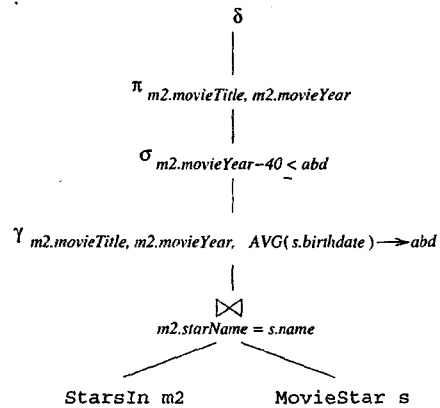 δ
π m2.movieTitle, m2.movieYear
σ m2.movieYear-40 < abd
γ m2.movieTitle, m2.movieYear, AVG(s.birthdate)→abd
⋈
m2.starName = s.name
StarsIn m2 MovieStar s